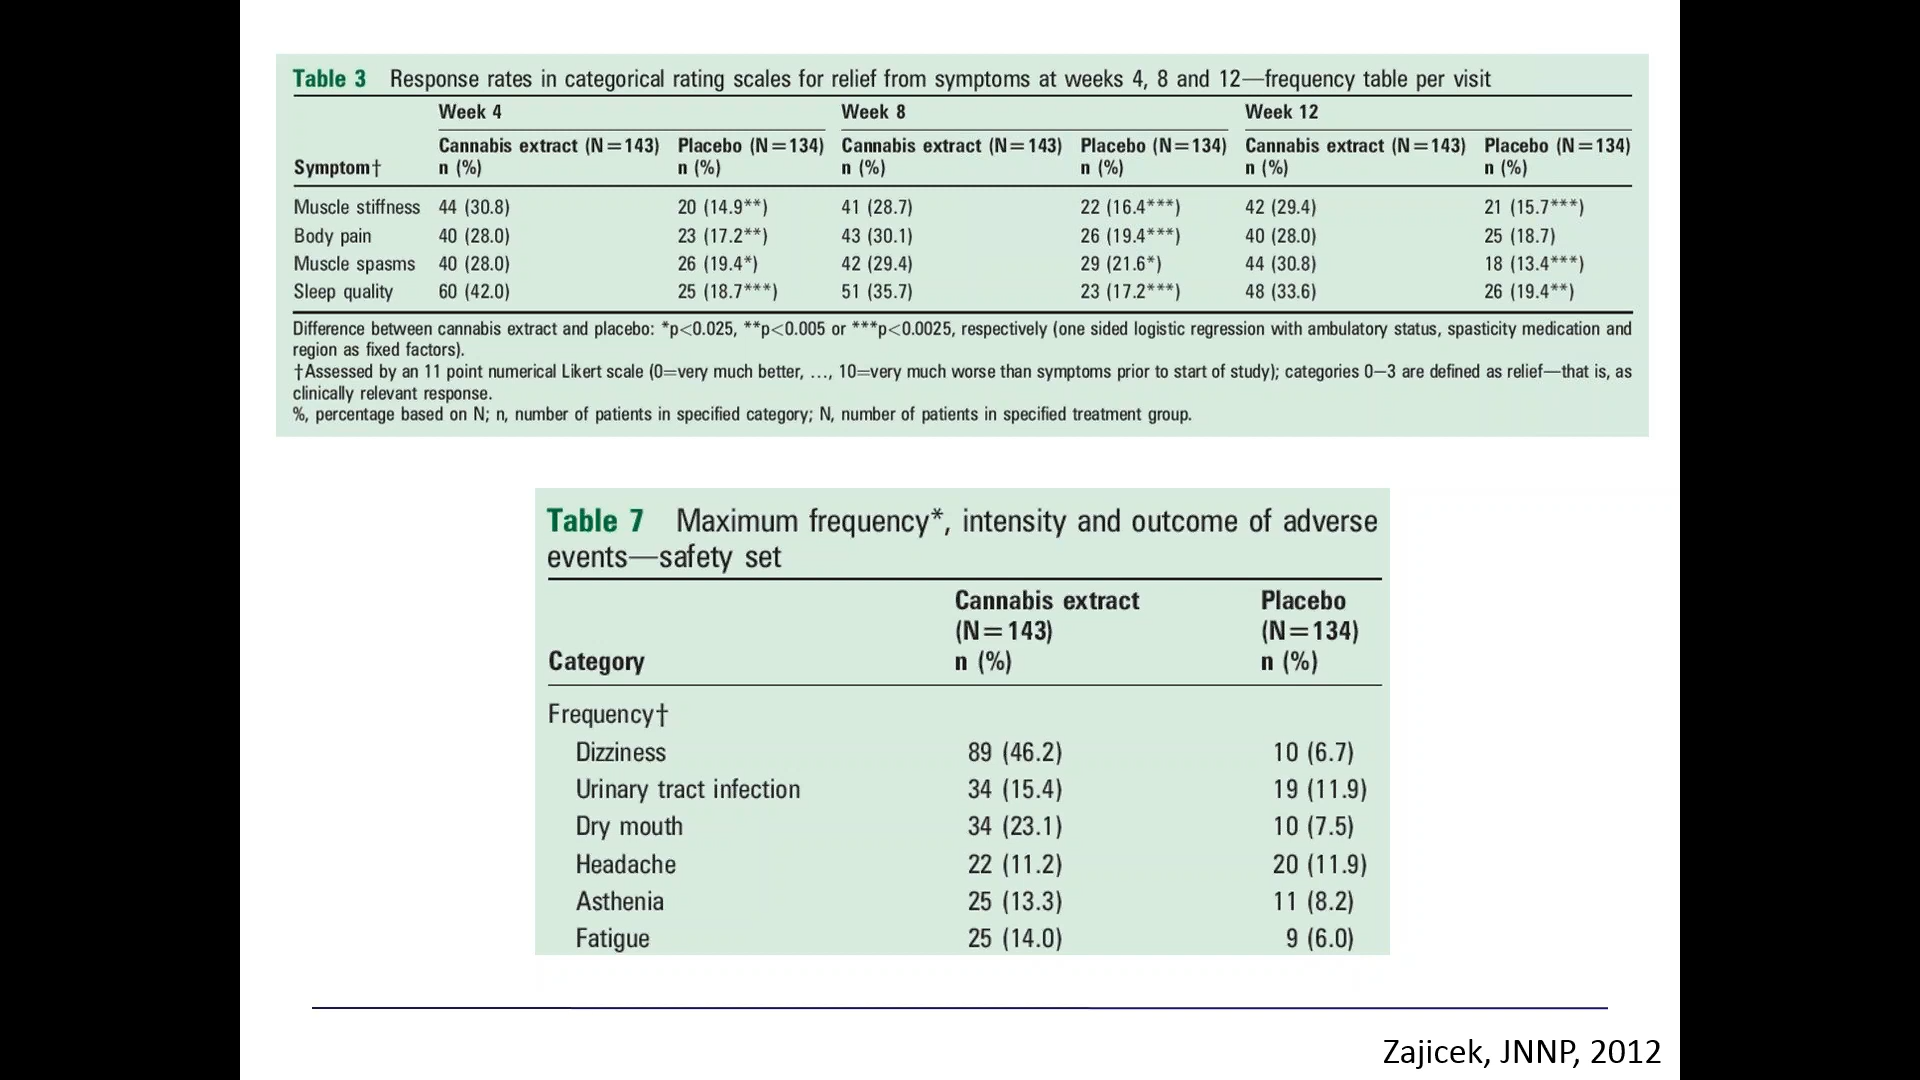 Table 3 Response rates in categorical rating scales for relief from symptoms at weeks 4, 8 and 12—frequency table per visit
Week 4 Week 8 Week 12
Cannabis extract (N=143) Placebo (N=134) Cannabis extract (N=143) Placebo (N=134) Cannabis extract (N=143) Placebo (N=134)
Symptom† n (%) n (%) n (%) n (%) n (%) n (%)
Muscle stiffness 44 (30.8) 20 (14.9**) 41 (28.7) 22 (16.4***) 42 (29.4) 21 (15.7***)
Body pain 40 (28.0) 23 (17.2**) 43 (30.1) 26 (19.4***) 40 (28.0) 25 (18.7)
Muscle spasms 40 (28.0) 26 (19.4*) 42 (29.4) 29 (21.6*) 44 (30.8) 18 (13.4***)
Sleep quality 60 (42.0) 25 (18.7***) 51 (35.7) 23 (17.2***) 48 (33.6) 26 (19.4**)
Difference between cannabis extract and placebo: *p<0.025, **p<0.005 or ***p<0.0025, respectively (one sided logistic regression with ambulatory status, spasticity medication and
region as fixed factors).
†Assessed by an 11 point numerical Likert scale (0=very much better, ..., 10=very much worse than symptoms prior to start of study); categories 0–3 are defined as relief—that is, as
clinically relevant response.
%, percentage based on N; n, number of patients in specified category; N, number of patients in specified treatment group.
Table 7 Maximum frequency*, intensity and outcome of adverse
events—safety set
Cannabis extract Placebo
(N=143) (N=134)
Category n (%) n (%)
Frequency†
Dizziness 89 (46.2) 10 (6.7)
Urinary tract infection 34 (15.4) 19 (11.9)
Dry mouth 34 (23.1) 10 (7.5)
Headache 22 (11.2) 20 (11.9)
Asthenia 25 (13.3) 11 (8.2)
Fatigue 25 (14.0) 9 (6.0)
Zajicek, JNNP, 2012